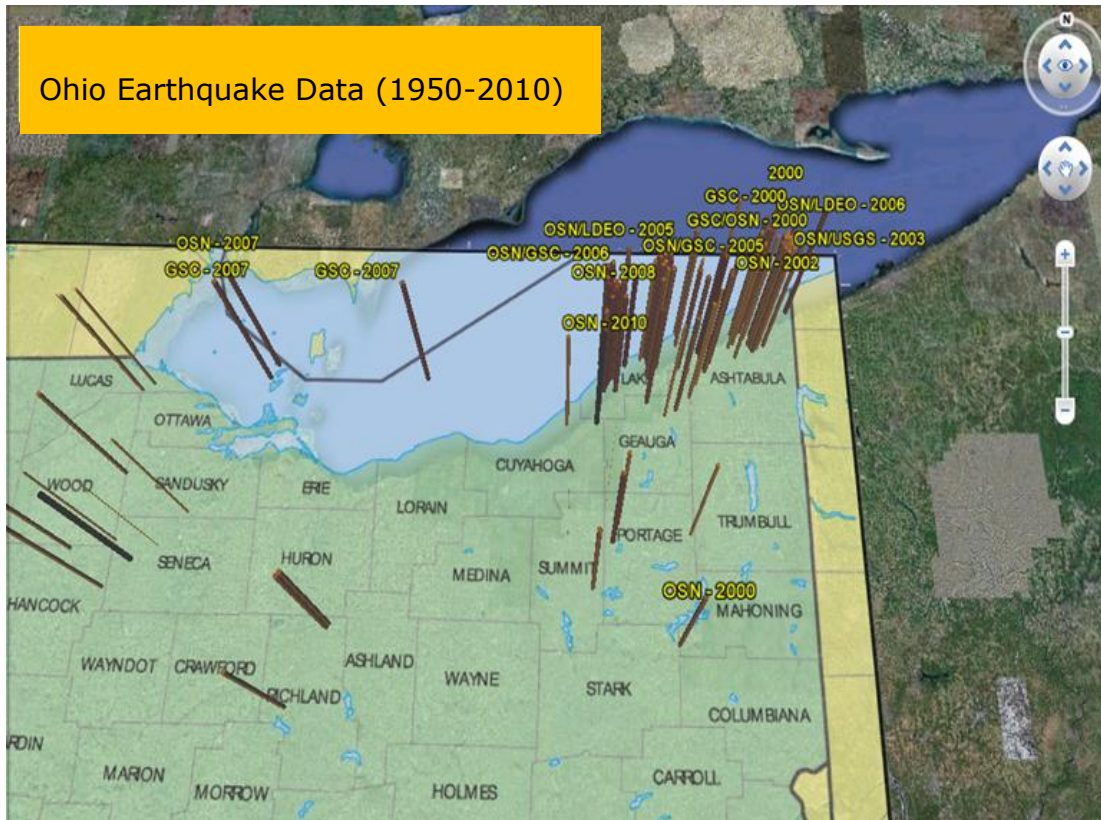 Ohio Earthquake Data (1950-2010)
N
2000
GSC - 2000
OSN/LDEO - 2006
GSC/OSN - 2000
OSN/LDEO - 2005
OSN/USGS - 2003
OSN - 2007
OSN/GSC - 2005
OSN/GSC - 2006
OSN - 2002
GSC - 2007
GSC - 2007
OSN - 2008
OSN - 2010
LUCAS
LAK
ASHTABULA
OTTAWA
GEAUGA
CUYAHOGA
WOOD
SANDUSKY
ERIE
LORAIN
TRUMBULL
PORTAGE
SENECA
HURON
MEDINA
SUMMIT
OSN - 2000
HANCOCK
MAHONING
WAYNDOT
CRAWFORD
ASHLAND
WAYNE
STARK
RICHLAND
COLUMBIANA
RDIN
MARION
MORROW
HOLMES
CARROLL